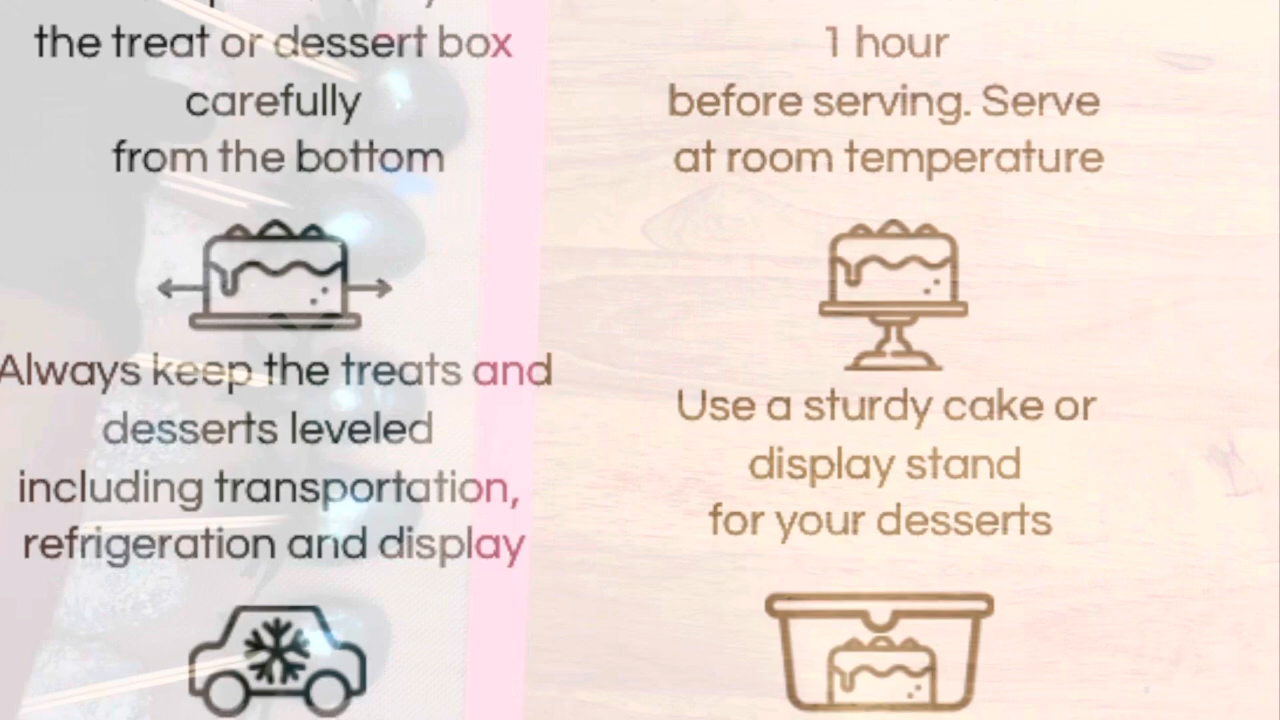 the treat or dessert box
carefully
from the bottom
Always keep the treats and
desserts leveled
including transportation,
refrigeration and display
1 hour
before serving. Serve
at room temperature
Use a sturdy cake or
display stand
for your desserts